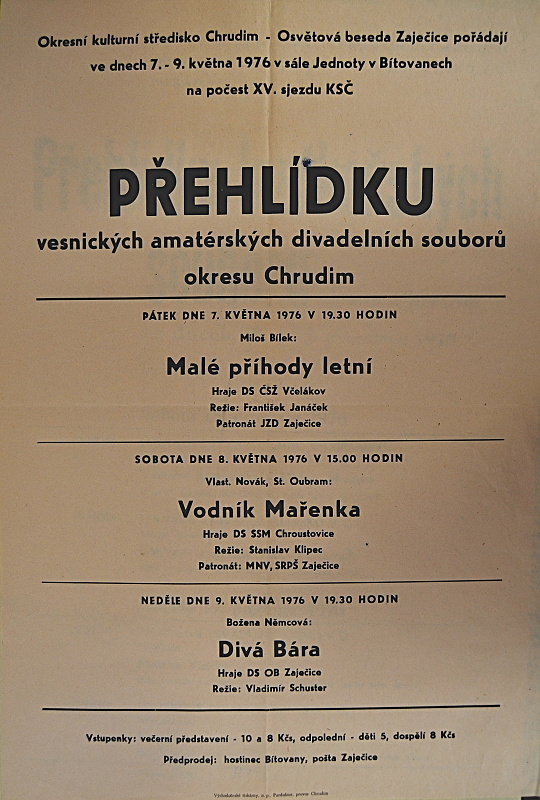 Okresní kulturní středisko Chrudim - Osvětová beseda Zaječice pořádají
ve dnech 7. - 9. května 1976 v sále Jednoty v Bítovanech
na počest XV. sjezdu KSČ
PŘEHLÍDKU
vesnických amatérských divadelních souborů
okresu Chrudim
PÁTEK DNE 7. KVĚTNA 1976 V 19.30 HODIN
Miloš Bílek:
Malé příhody letní
Hraje DS ČSŽ Včelákov
Režie: František Janáček
Patronát JZD Zaječice
SOBOTA DNE 8. KVĚTNA 1976 V 15.00 HODIN
Vlast. Novák, St. Oubram:
Vodník Mařenka
Hraje DS SSM Chroustovice
Režie: Stanislav Klipec
Patronát: MNV, SRPŠ Zaječice
NEDĚLE DNE 9. KVĚTNA 1976 V 19.30 HODIN
Božena Němcová:
Divá Bára
Hraje DS OB Zaječice
Režie: Vladimír Schuster
Vstupenky: večerní představení - 10 a 8 Kčs, odpolední - děti 5, dospělí 8 Kčs
Předprodej: hostinec Bítovany, pošta Zaječice
Východočeské tiskárny, n. p., Pardubice, provoz Chrudim